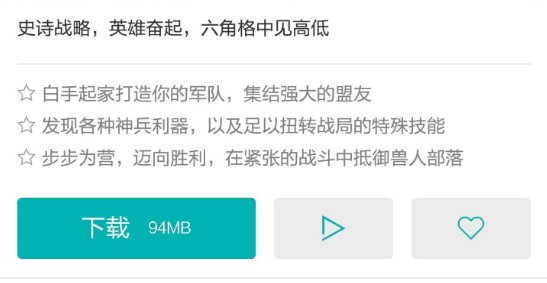 史诗战略，英雄奋起，六角格中见高低
白手起家打造你的军队，集结强大的盟友
发现各种神兵利器，以及足以扭转战局的特殊技能
步步为营，迈向胜利，在紧张的战斗中抵御兽人部落
下载 94MB